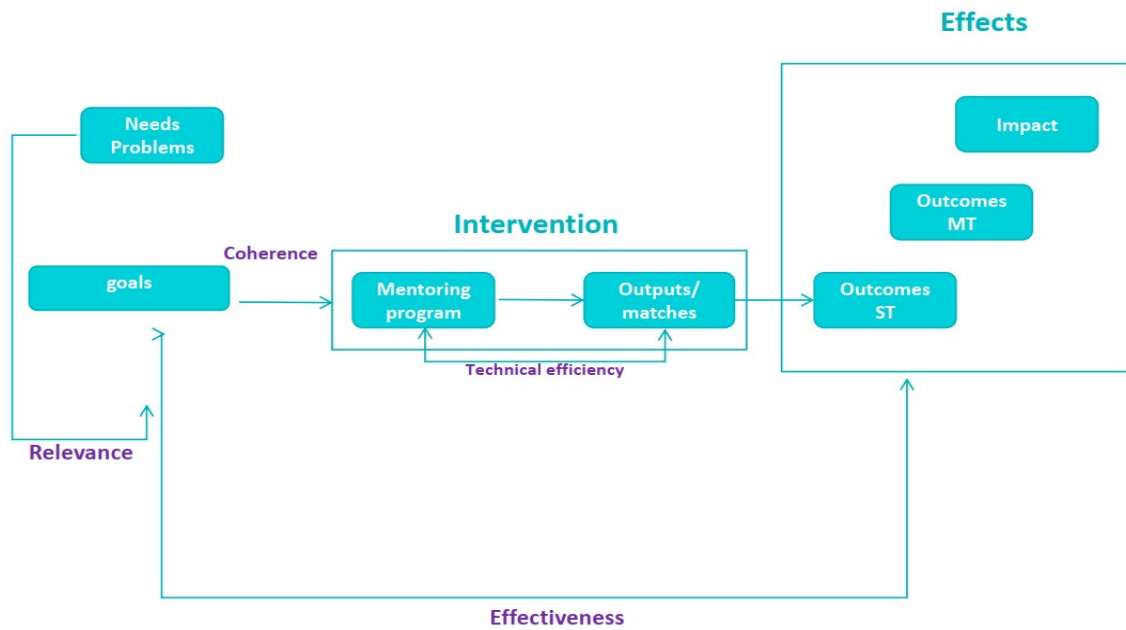 Effects
Needs
Problems
Impact
Outcomes
MT
Intervention
Coherence
goals
Mentoring
program
Outputs/
matches
Outcomes
ST
Technical efficiency
Relevance
Effectiveness